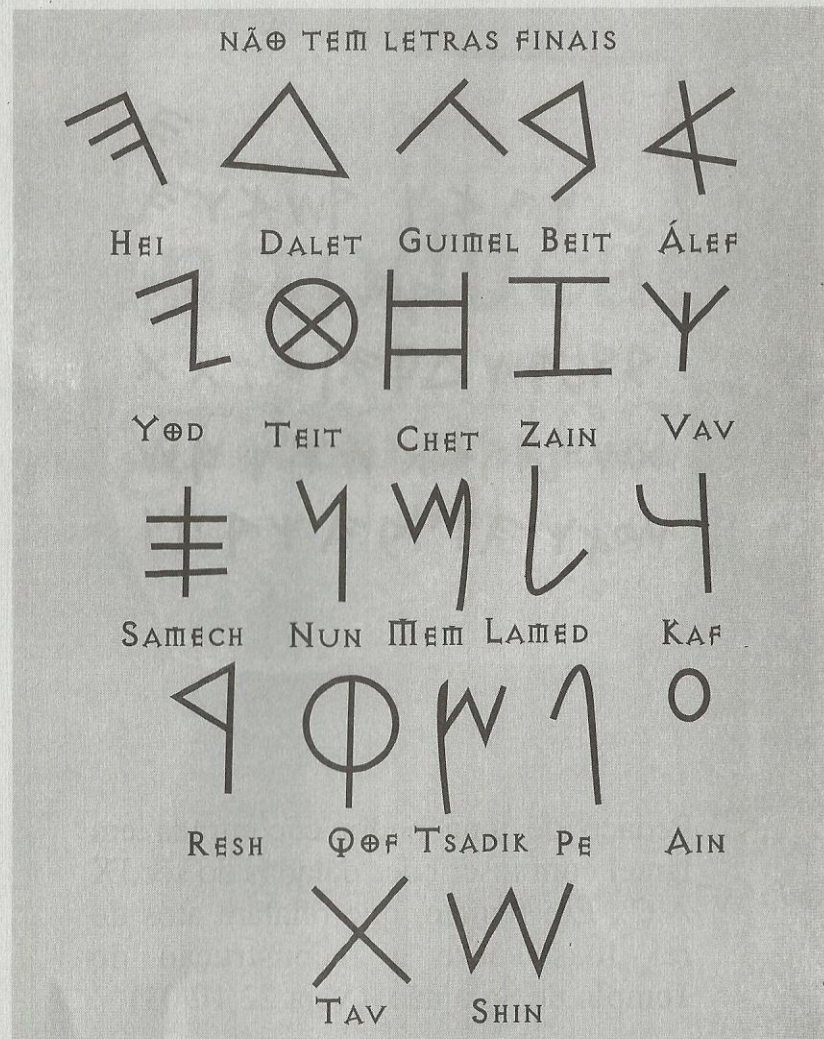 NÃO TEM LETRAS FINAIS
𐤄 𐤃 𐤂 𐤁 𐤀
HEI DALET GUIMEL BEIT ÁLEF
𐤉 𐤈 𐤇 𐤆 𐤅
YOD TEIT CHET ZAIN VAV
𐤎 𐤍 𐤌 𐤋 𐤊
SAMECH NUN MEM LAMED KAF
𐤓 𐤒 𐤑 𐤐 𐤏
RESH QOF TSADIK PE AIN
𐤕 𐤔
TAV SHIN